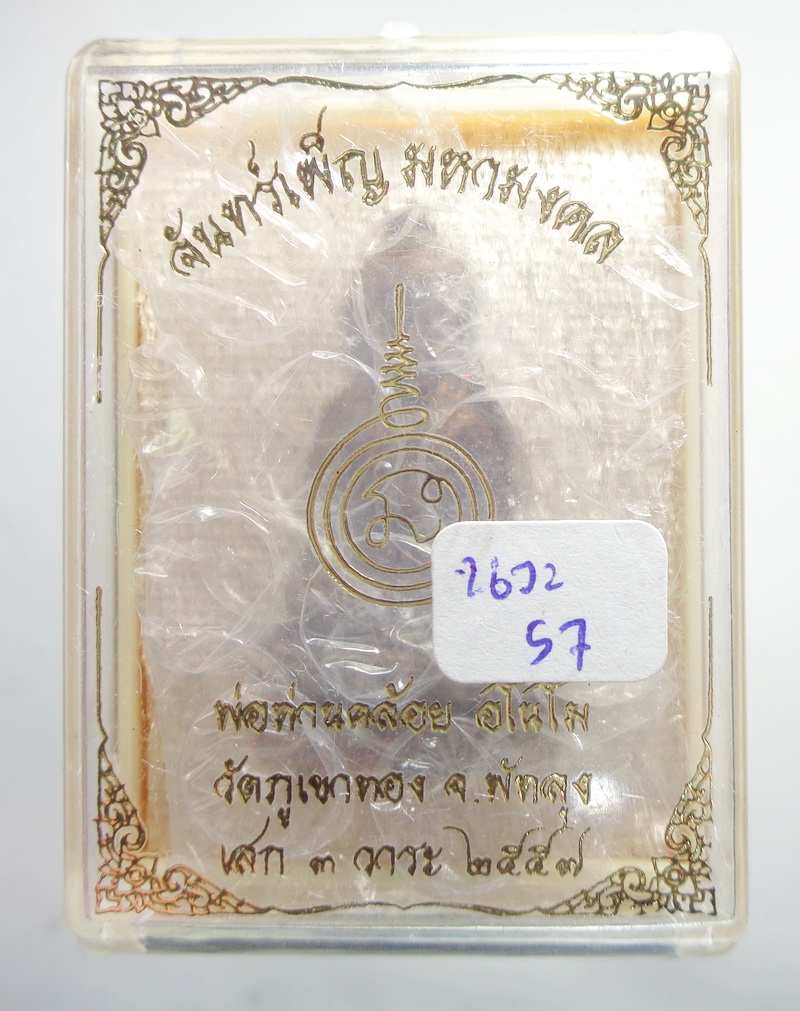 จันทร์เพ็ญ มหามงคล
พ่อท่านคล้อย อโนโม
วัดภูเขาทอง จ.พัทลุง
เสก ๓ วาระ ๒๕๕๗
57